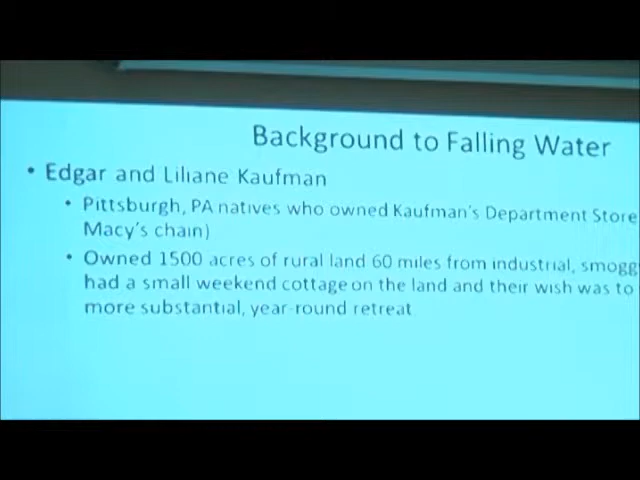 Background to Falling Water
• Edgar and Liliane Kaufman
• Pittsburgh, PA natives who owned Kaufman's Department Store
Macy's chain)
• Owned 1500 acres of rural land 60 miles from industrial, smogg
had a small weekend cottage on the land and their wish was to
more substantial, year-round retreat